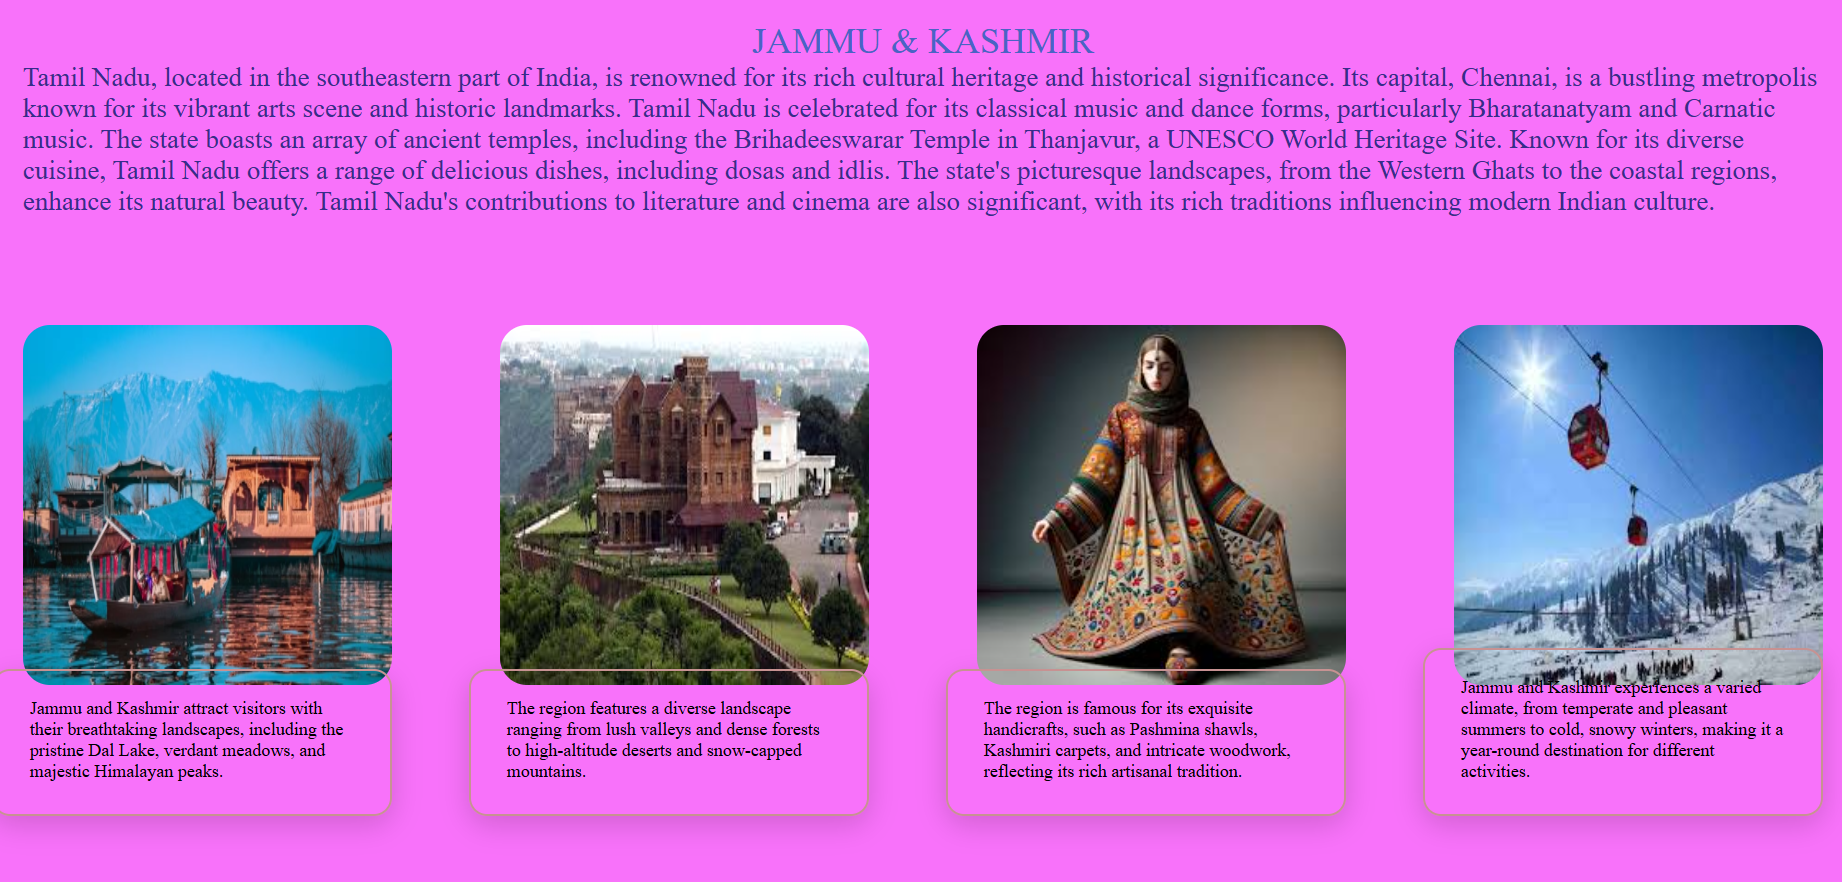 JAMMU & KASHMIR
Tamil Nadu, located in the southeastern part of India, is renowned for its rich cultural heritage and historical significance. Its capital, Chennai, is a bustling metropolis
known for its vibrant arts scene and historic landmarks. Tamil Nadu is celebrated for its classical music and dance forms, particularly Bharatanatyam and Carnatic
music. The state boasts an array of ancient temples, including the Brihadeeswarar Temple in Thanjavur, a UNESCO World Heritage Site. Known for its diverse
cuisine, Tamil Nadu offers a range of delicious dishes, including dosas and idlis. The state's picturesque landscapes, from the Western Ghats to the coastal regions,
enhance its natural beauty. Tamil Nadu's contributions to literature and cinema are also significant, with its rich traditions influencing modern Indian culture.
Jammu and Kashmir attract visitors with
their breathtaking landscapes, including the
pristine Dal Lake, verdant meadows, and
majestic Himalayan peaks.
The region features a diverse landscape
ranging from lush valleys and dense forests
to high-altitude deserts and snow-capped
mountains.
The region is famous for its exquisite
handicrafts, such as Pashmina shawls,
Kashmiri carpets, and intricate woodwork,
reflecting its rich artisanal tradition.
Jammu and Kashmir experiences a varied
climate, from temperate and pleasant
summers to cold, snowy winters, making it a
year-round destination for different
activities.